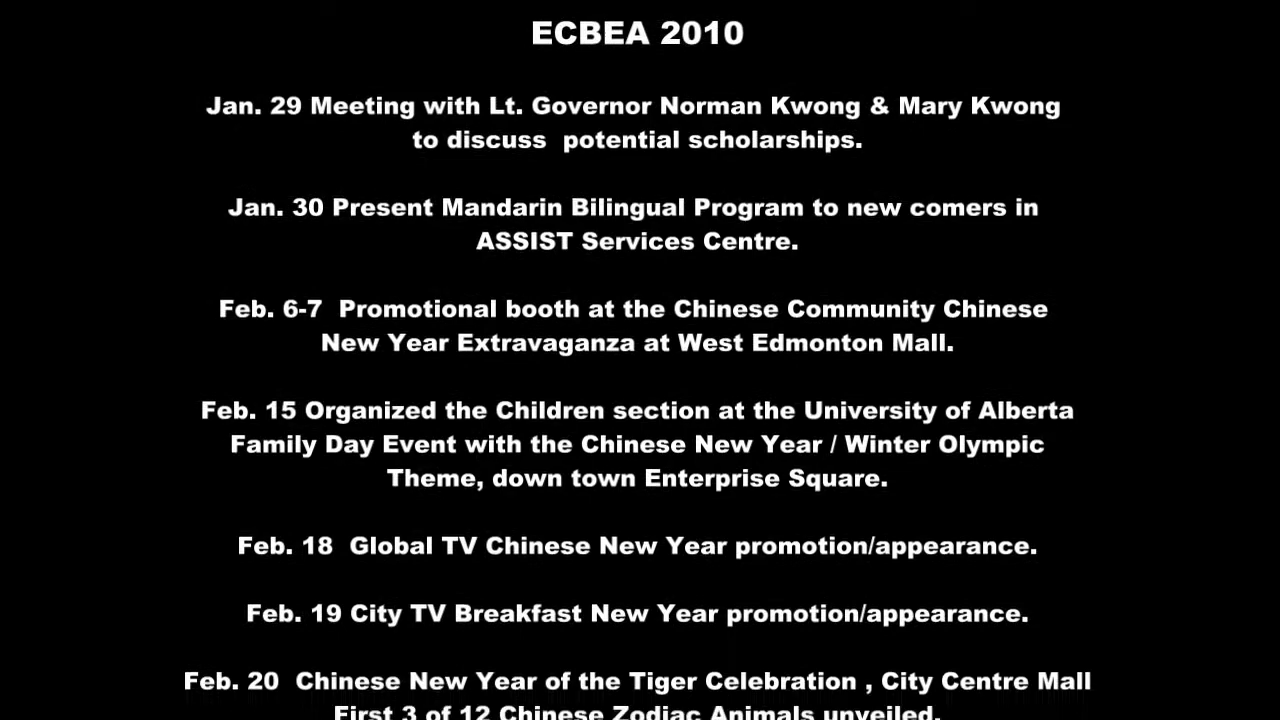 ECBEA 2010
Jan. 29 Meeting with Lt. Governor Norman Kwong & Mary Kwong
to discuss  potential scholarships.
Jan. 30 Present Mandarin Bilingual Program to new comers in
ASSIST Services Centre.
Feb. 6-7  Promotional booth at the Chinese Community Chinese
New Year Extravaganza at West Edmonton Mall.
Feb. 15 Organized the Children section at the University of Alberta
Family Day Event with the Chinese New Year / Winter Olympic
Theme, down town Enterprise Square.
Feb. 18  Global TV Chinese New Year promotion/appearance.
Feb. 19 City TV Breakfast New Year promotion/appearance.
Feb. 20  Chinese New Year of the Tiger Celebration , City Centre Mall
First 3 of 12 Chinese Zodiac Animals unveiled.